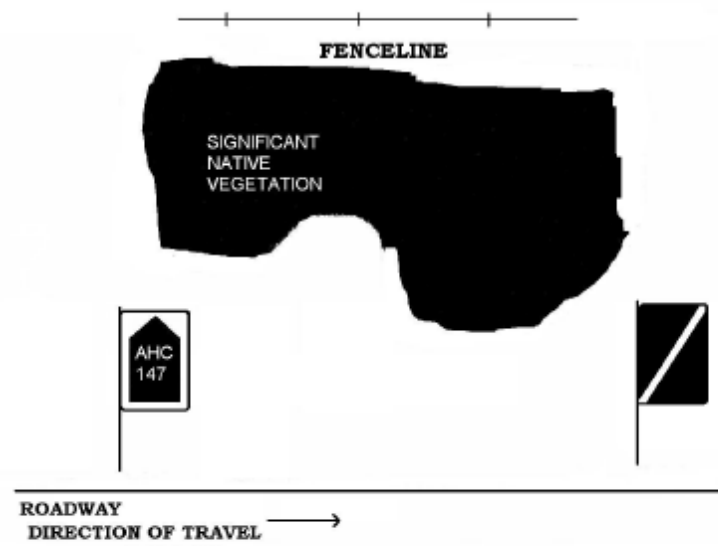 FENCELINE
SIGNIFICANT
NATIVE
VEGETATION
AHC
147
ROADWAY
DIRECTION OF TRAVEL